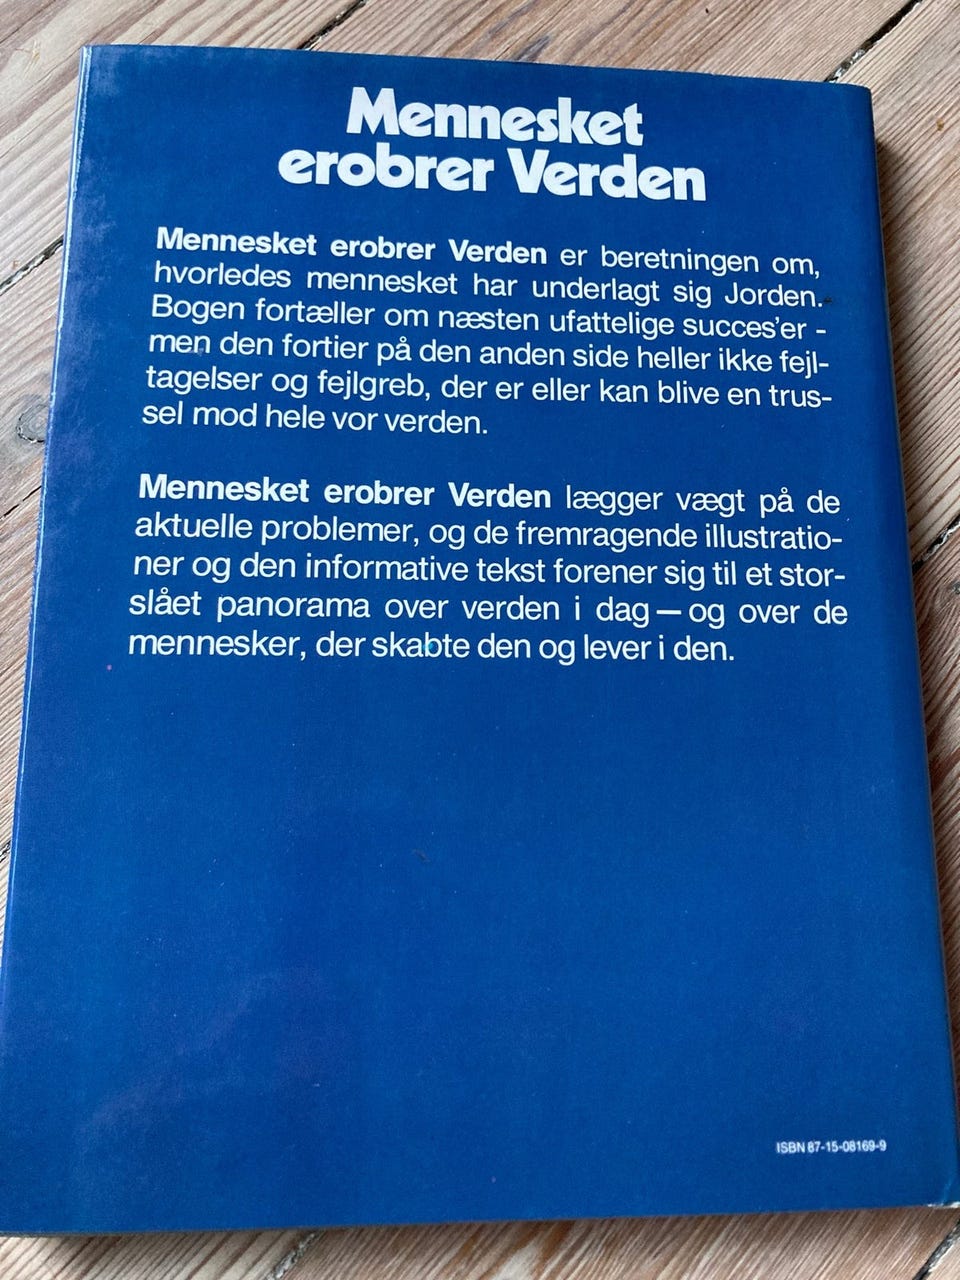 Mennesket
erobrer Verden
Mennesket erobrer Verden er beretningen om,
hvorledes mennesket har underlagt sig Jorden.
Bogen fortæller om næsten ufattelige succes'er -
men den fortier på den anden side heller ikke fejl-
tagelser og fejlgreb, der er eller kan blive en trus-
sel mod hele vor verden.
Mennesket erobrer Verden lægger vægt på de
aktuelle problemer, og de fremragende illustratio-
ner og den informative tekst forener sig til et stor-
slået panorama over verden i dag — og over de
mennesker, der skabte den og lever i den.
ISBN 87-15-08169-9